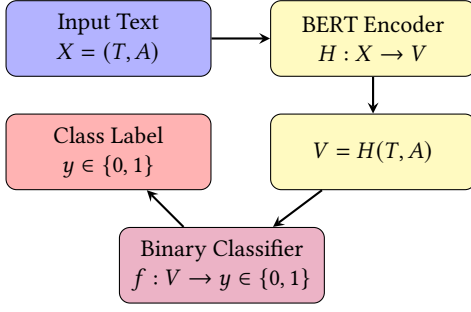 Input Text
X = (T, A)
BERT Encoder
H : X → V
V = H(T, A)
Binary Classifier
f : V → y ∈ {0, 1}
Class Label
y ∈ {0, 1}